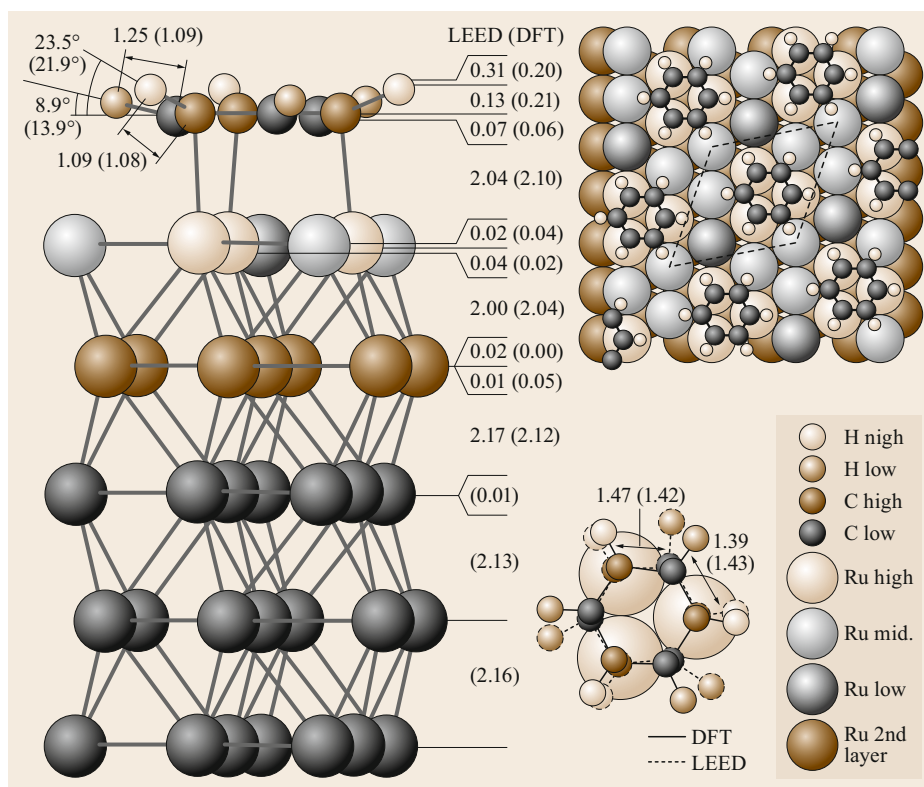 1.25 (1.09)
23.5°
(21.9°)
8.9°
(13.9°)
1.09 (1.08)
LEED (DFT)
0.31 (0.20)
0.13 (0.21)
0.07 (0.06)
2.04 (2.10)
0.02 (0.04)
0.04 (0.02)
2.00 (2.04)
0.02 (0.00)
0.01 (0.05)
2.17 (2.12)
(0.01)
(2.13)
(2.16)
1.47 (1.42)
1.39
(1.43)
DFT
LEED
H nigh
H low
C high
C low
Ru high
Ru mid.
Ru low
Ru 2nd
layer